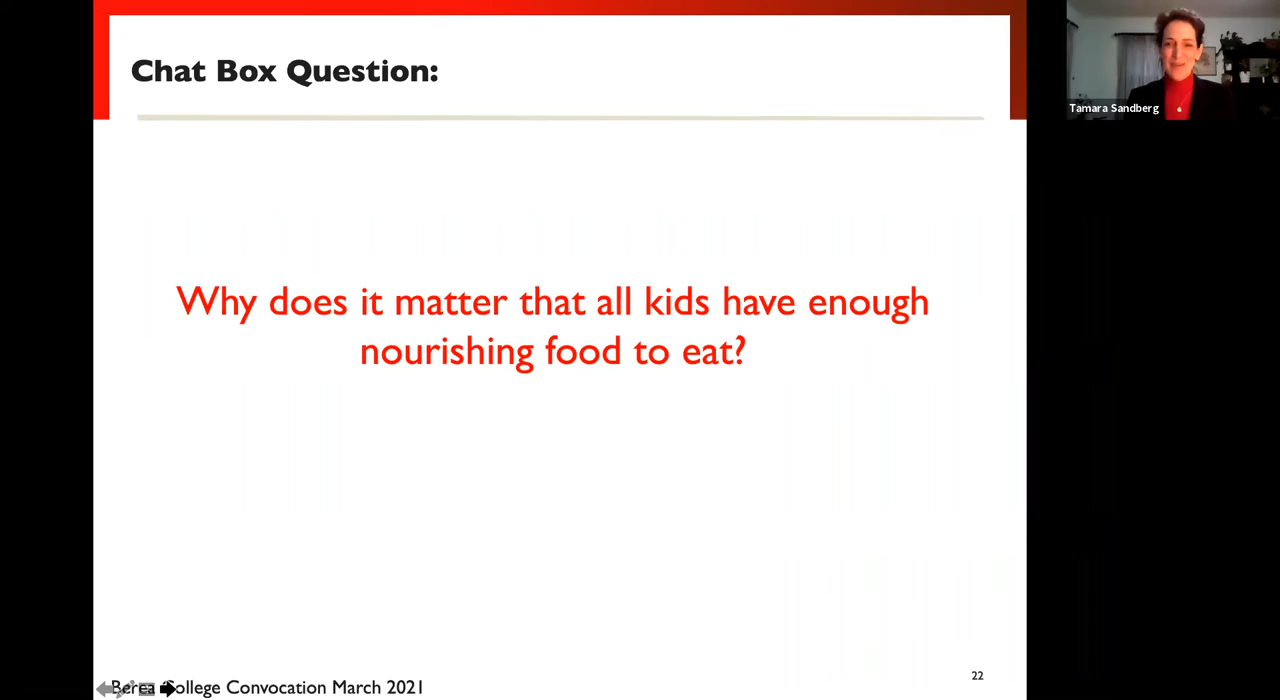 Chat Box Question:
Tamara Sandberg
Why does it matter that all kids have enough
nourishing food to eat?
22
Berea College Convocation March 2021